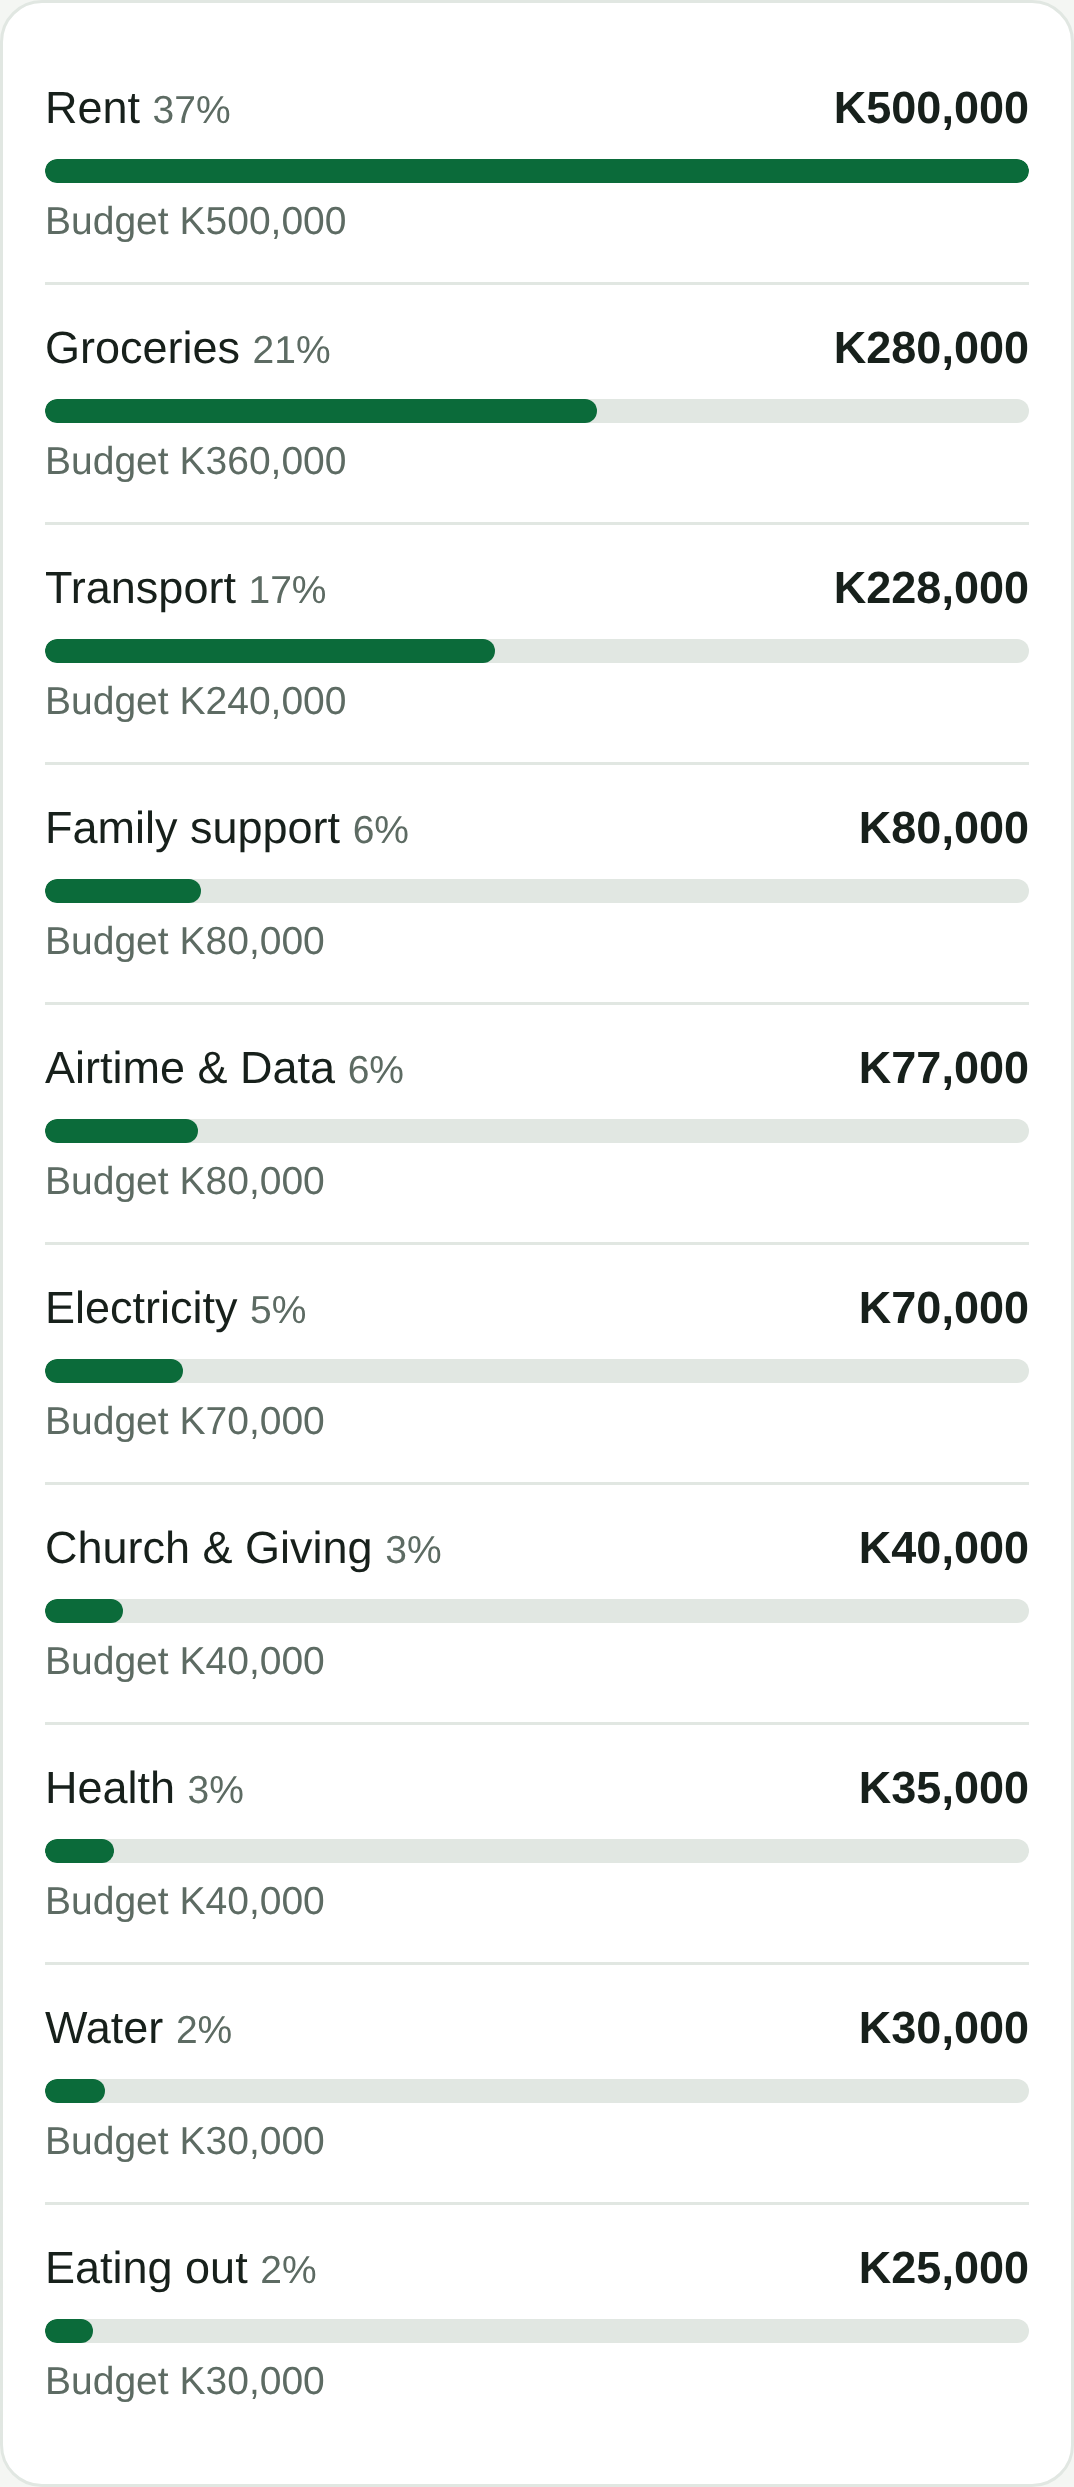 Rent 37% K500,000
Budget K500,000
Groceries 21% K280,000
Budget K360,000
Transport 17% K228,000
Budget K240,000
Family support 6% K80,000
Budget K80,000
Airtime & Data 6% K77,000
Budget K80,000
Electricity 5% K70,000
Budget K70,000
Church & Giving 3% K40,000
Budget K40,000
Health 3% K35,000
Budget K40,000
Water 2% K30,000
Budget K30,000
Eating out 2% K25,000
Budget K30,000